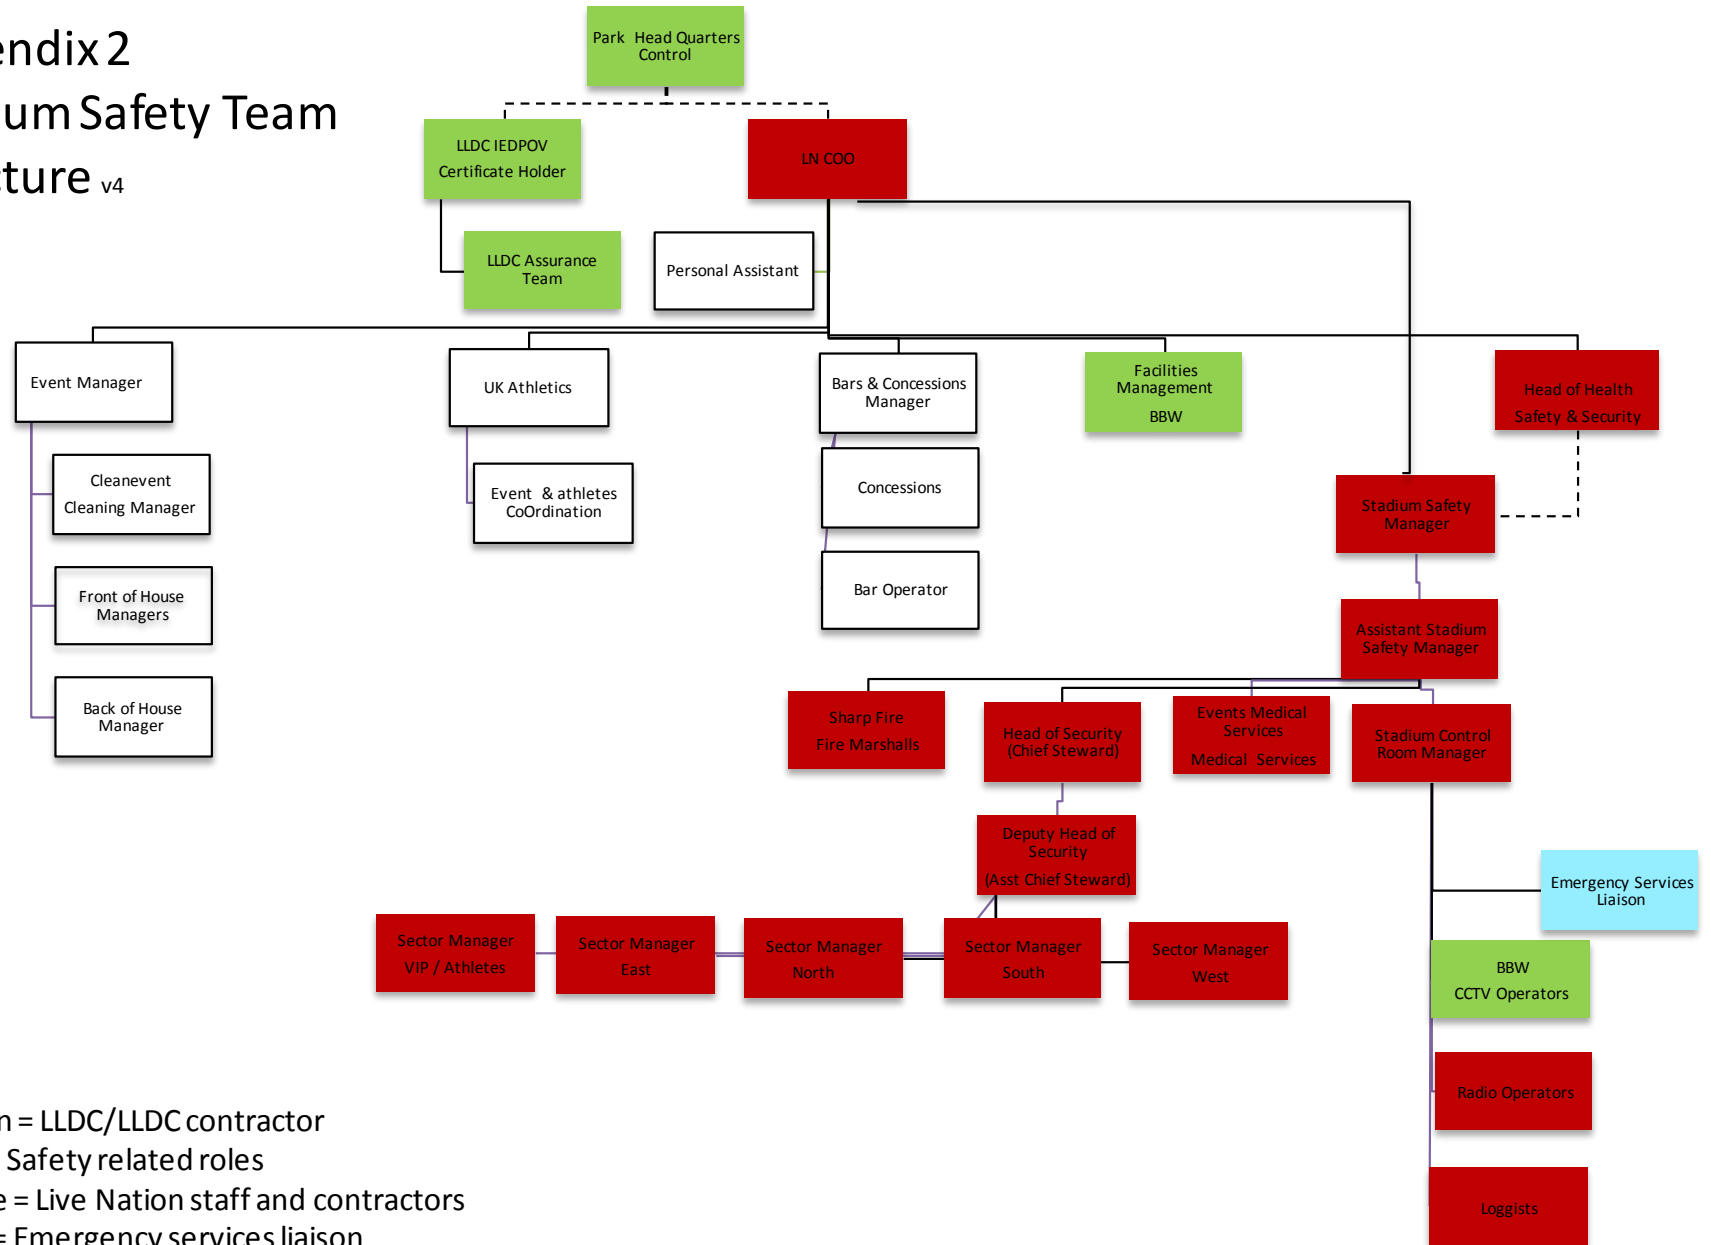 endix 2
um Safety Team
cture v4
Park Head Quarters
Control
LLDC IEDPOV
Certificate Holder
LN COO
LLDC Assurance
Team
Personal Assistant
Event Manager
UK Athletics
Bars & Concessions
Manager
Facilities
Management
BBW
Head of Health
Safety & Security
Cleanevent
Cleaning Manager
Event & athletes
CoOrdination
Concessions
Stadium Safety
Manager
Front of House
Managers
Bar Operator
Assistant Stadium
Safety Manager
Back of House
Manager
Sharp Fire
Fire Marshalls
Head of Security
(Chief Steward)
Events Medical
Services
Medical Services
Stadium Control
Room Manager
Deputy Head of
Security
(Asst Chief Steward)
Emergency Services
Liaison
Sector Manager
VIP / Athletes
Sector Manager
East
Sector Manager
North
Sector Manager
South
Sector Manager
West
BBW
CCTV Operators
Radio Operators
Loggists
n = LLDC/LLDC contractor
Safety related roles
e = Live Nation staff and contractors
= Emergency services liaison